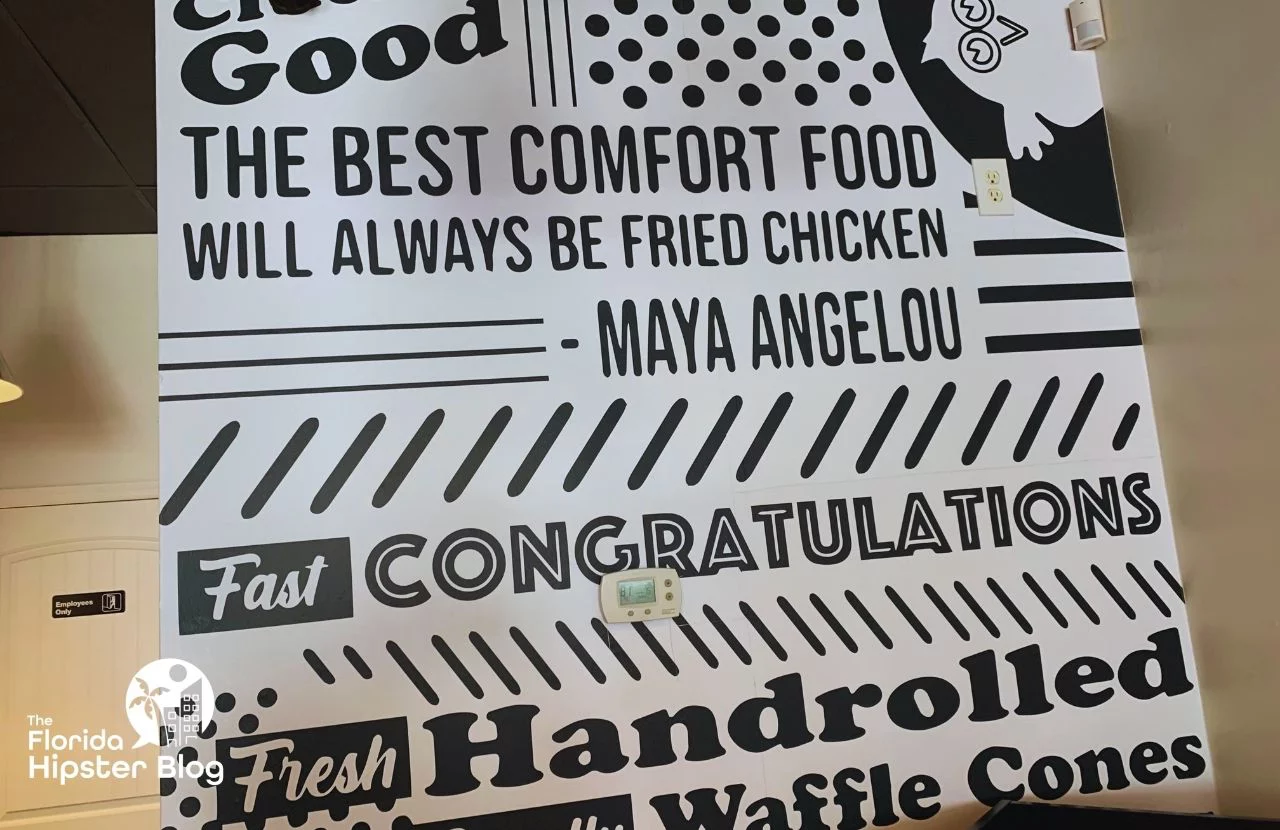 Good
THE BEST COMFORT FOOD
WILL ALWAYS BE FRIED CHICKEN
- MAYA ANGELOU
Fast CONGRATULATIONS
Employees
Only
Fresh Handrolled
Waffle Cones
The
Florida
Hipster Blog